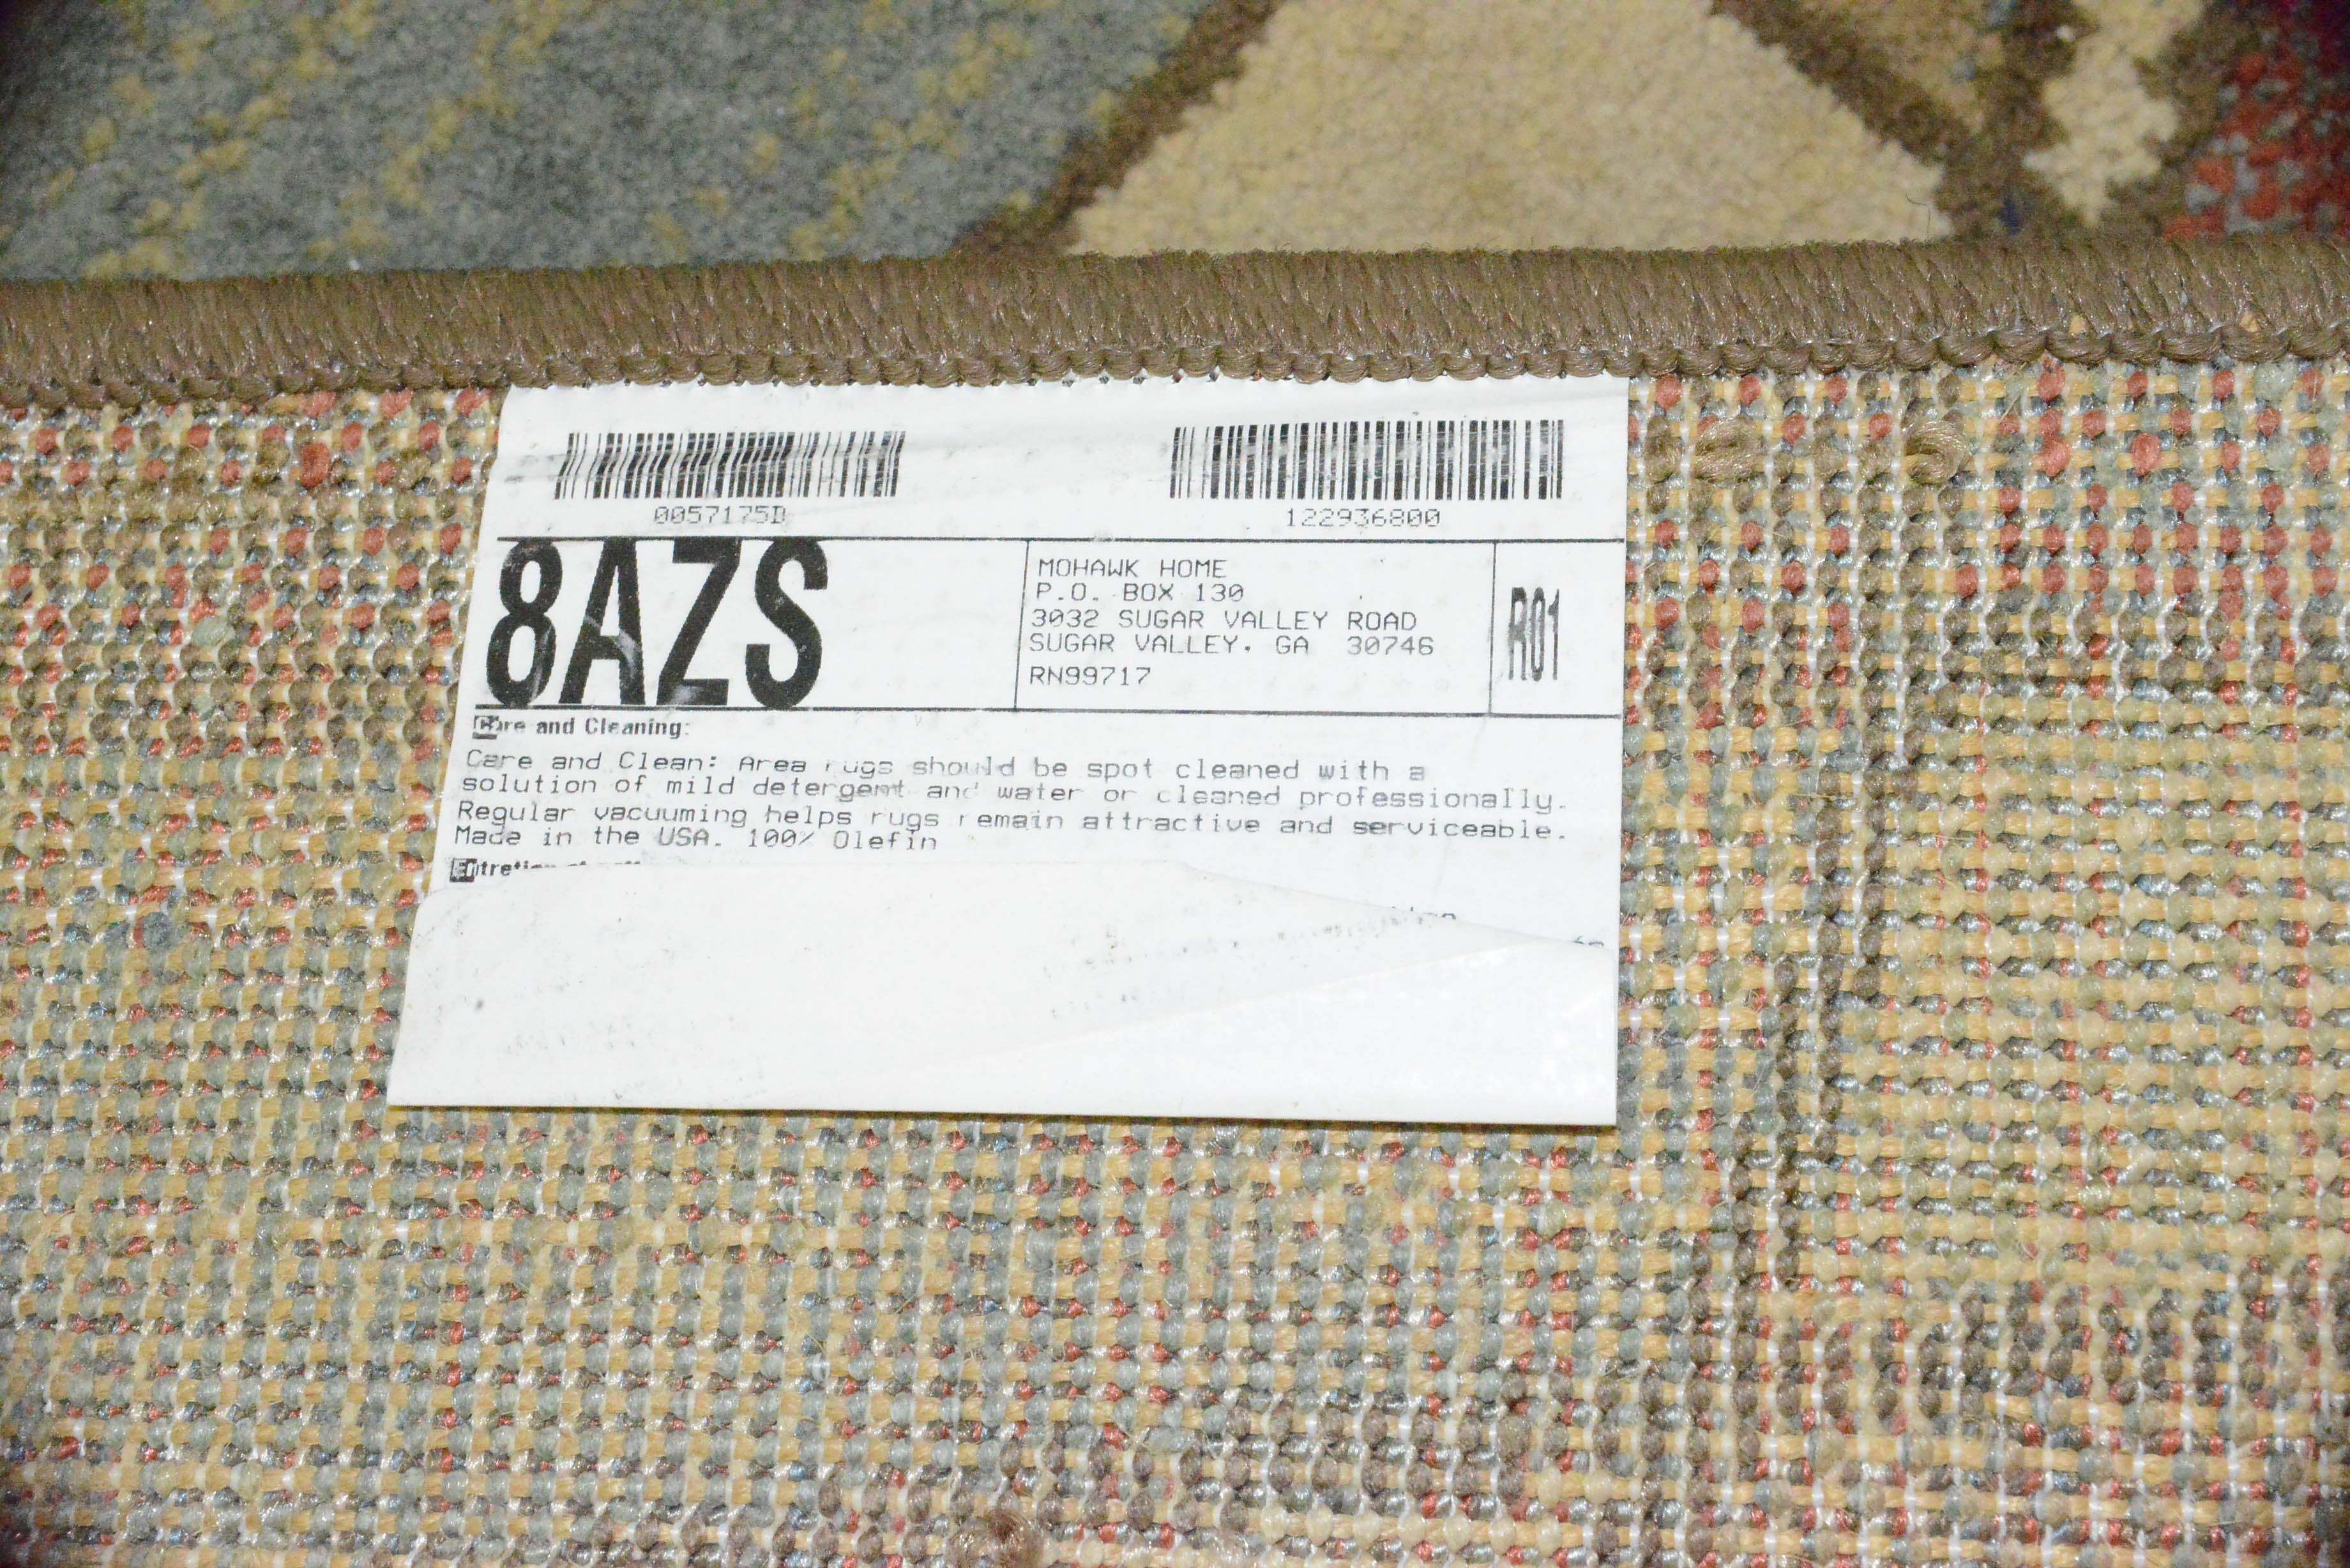 0057175D 122936800
8AZS
MOHAWK HOME
P.O. BOX 130
3032 SUGAR VALLEY ROAD
SUGAR VALLEY, GA 30746
RN99717
R01
Care and Cleaning:
Care and Clean: Area rugs should be spot cleaned with a
solution of mild detergent and water or cleaned professionally.
Regular vacuuming helps rugs remain attractive and serviceable.
Made in the USA. 100% Olefin